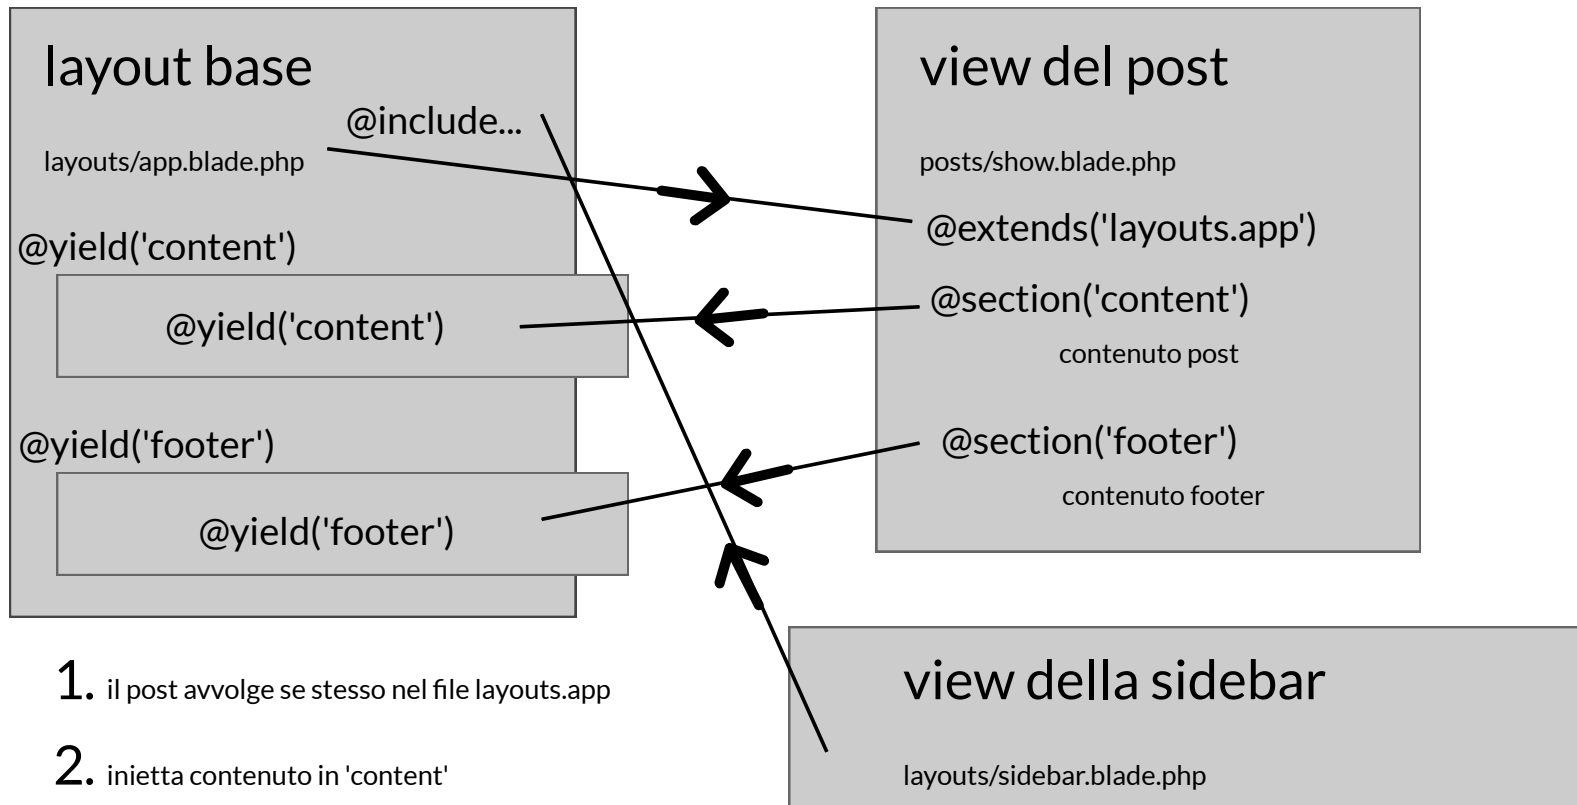 layout base
@include...
layouts/app.blade.php
@yield('content')
@yield('content')
@yield('footer')
@yield('footer')
view del post
posts/show.blade.php
@extends('layouts.app')
@section('content')
contenuto post
@section('footer')
contenuto footer
1. il post avvolge se stesso nel file layouts.app
2. inietta contenuto in 'content'
view della sidebar
layouts/sidebar.blade.php